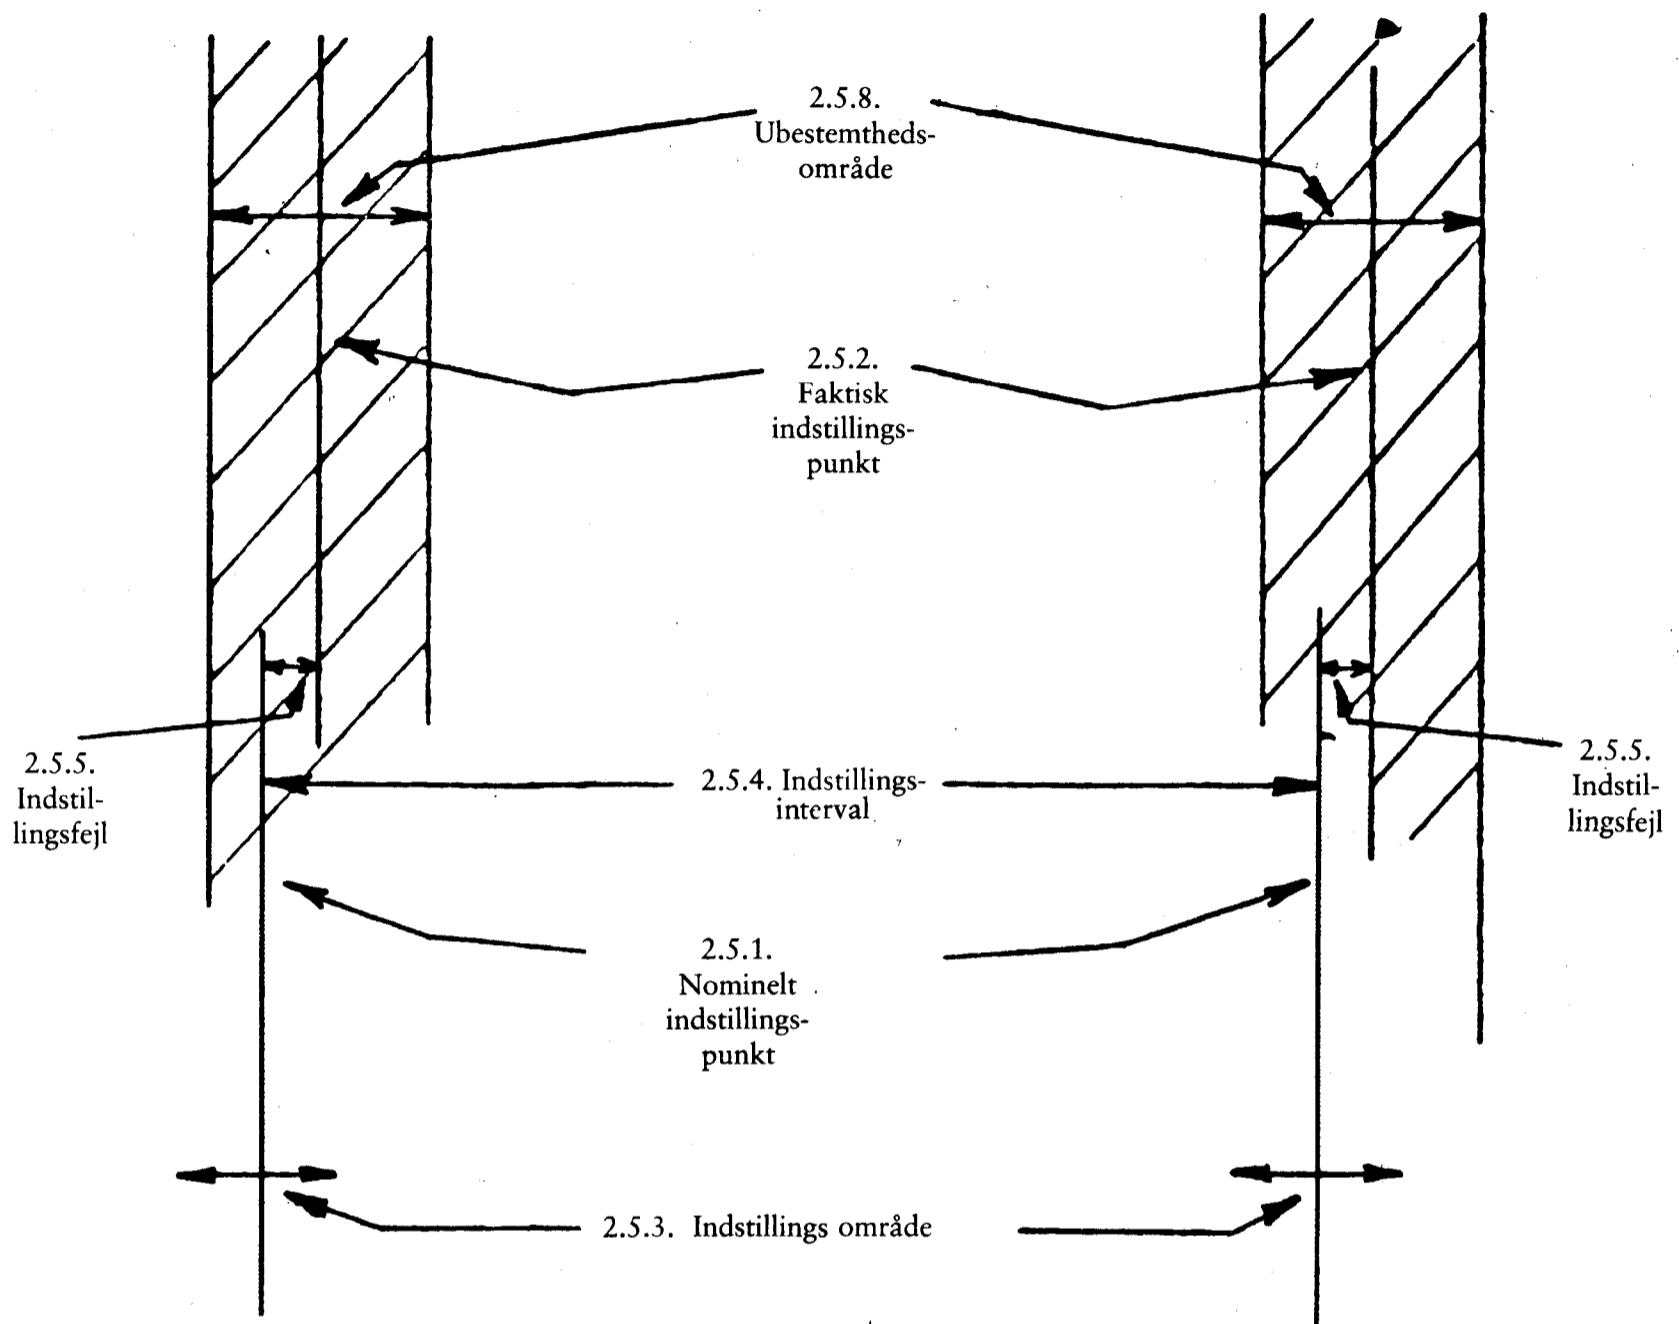 2.5.8.
Ubestemtheds-
område
2.5.2.
Faktisk
indstillings-
punkt
2.5.5.
Indstil-
lingsfejl
2.5.4. Indstillings-
interval
2.5.5.
Indstil-
lingsfejl
2.5.1.
Nominelt
indstillings-
punkt
2.5.3. Indstillings område